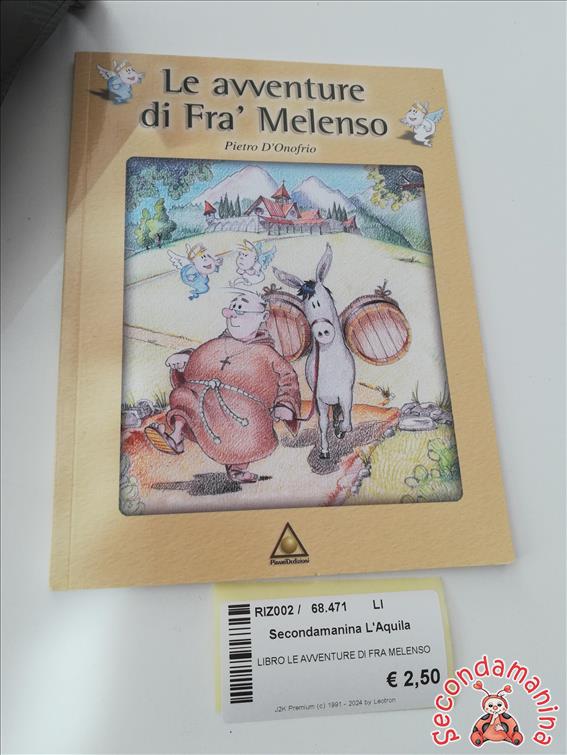 Le avventure
di Fra' Melenso
Pietro D'Onofrio
PlanetDedizioni
RIZ002 / 68.471 LI
Secondamanina L'Aquila
LIBRO LE AVVENTURE DI FRA MELENSO
€ 2,50
J2K Premium (c) 1991 - 2024 by Leotron
secondamanina